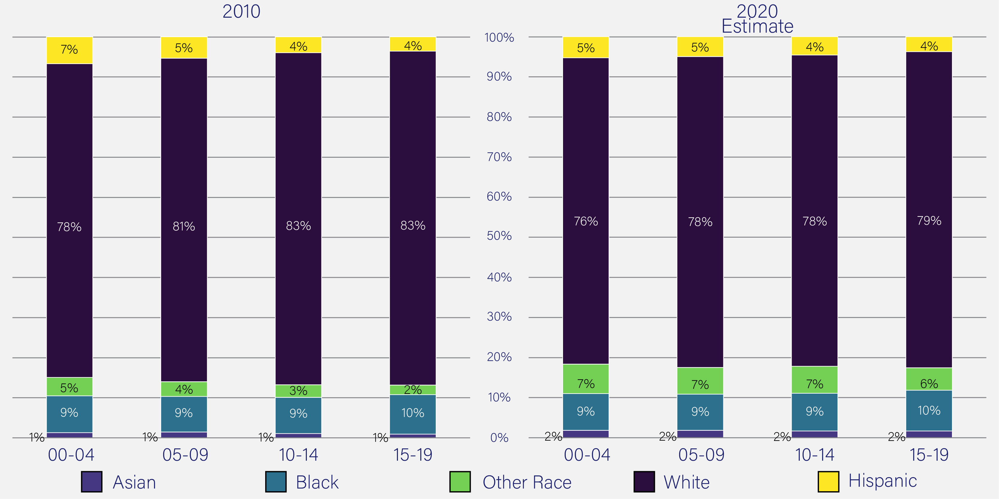 2010
2020
Estimate
7% 5% 4% 4% 100% 5% 5% 4% 4%
90%
80%
70%
60%
78% 81% 83% 83% 76% 78% 78% 79%
50%
40%
30%
20%
5% 4% 3% 2% 7% 7% 7% 6%
10%
9% 9% 9% 10% 9% 9% 9% 10%
1% 1% 1% 1% 0% 2% 2% 2% 2%
00-04 05-09 10-14 15-19 00-04 05-09 10-14 15-19
Asian Black Other Race White Hispanic